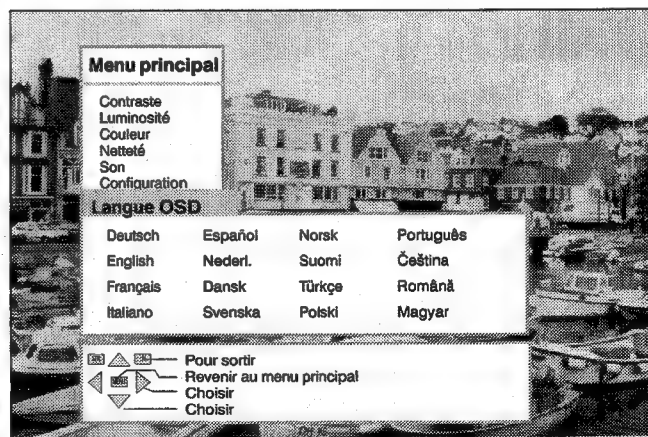 Menu principal
Contraste
Luminosité
Couleur
Netteté
Son
Configuration
Langue OSD
Deutsch Español Norsk Português
English Nederl. Suomi Čeština
Français Dansk Türkçe Română
Italiano Svenska Polski Magyar
Pour sortir
Revenir au menu principal
Choisir
Choisir